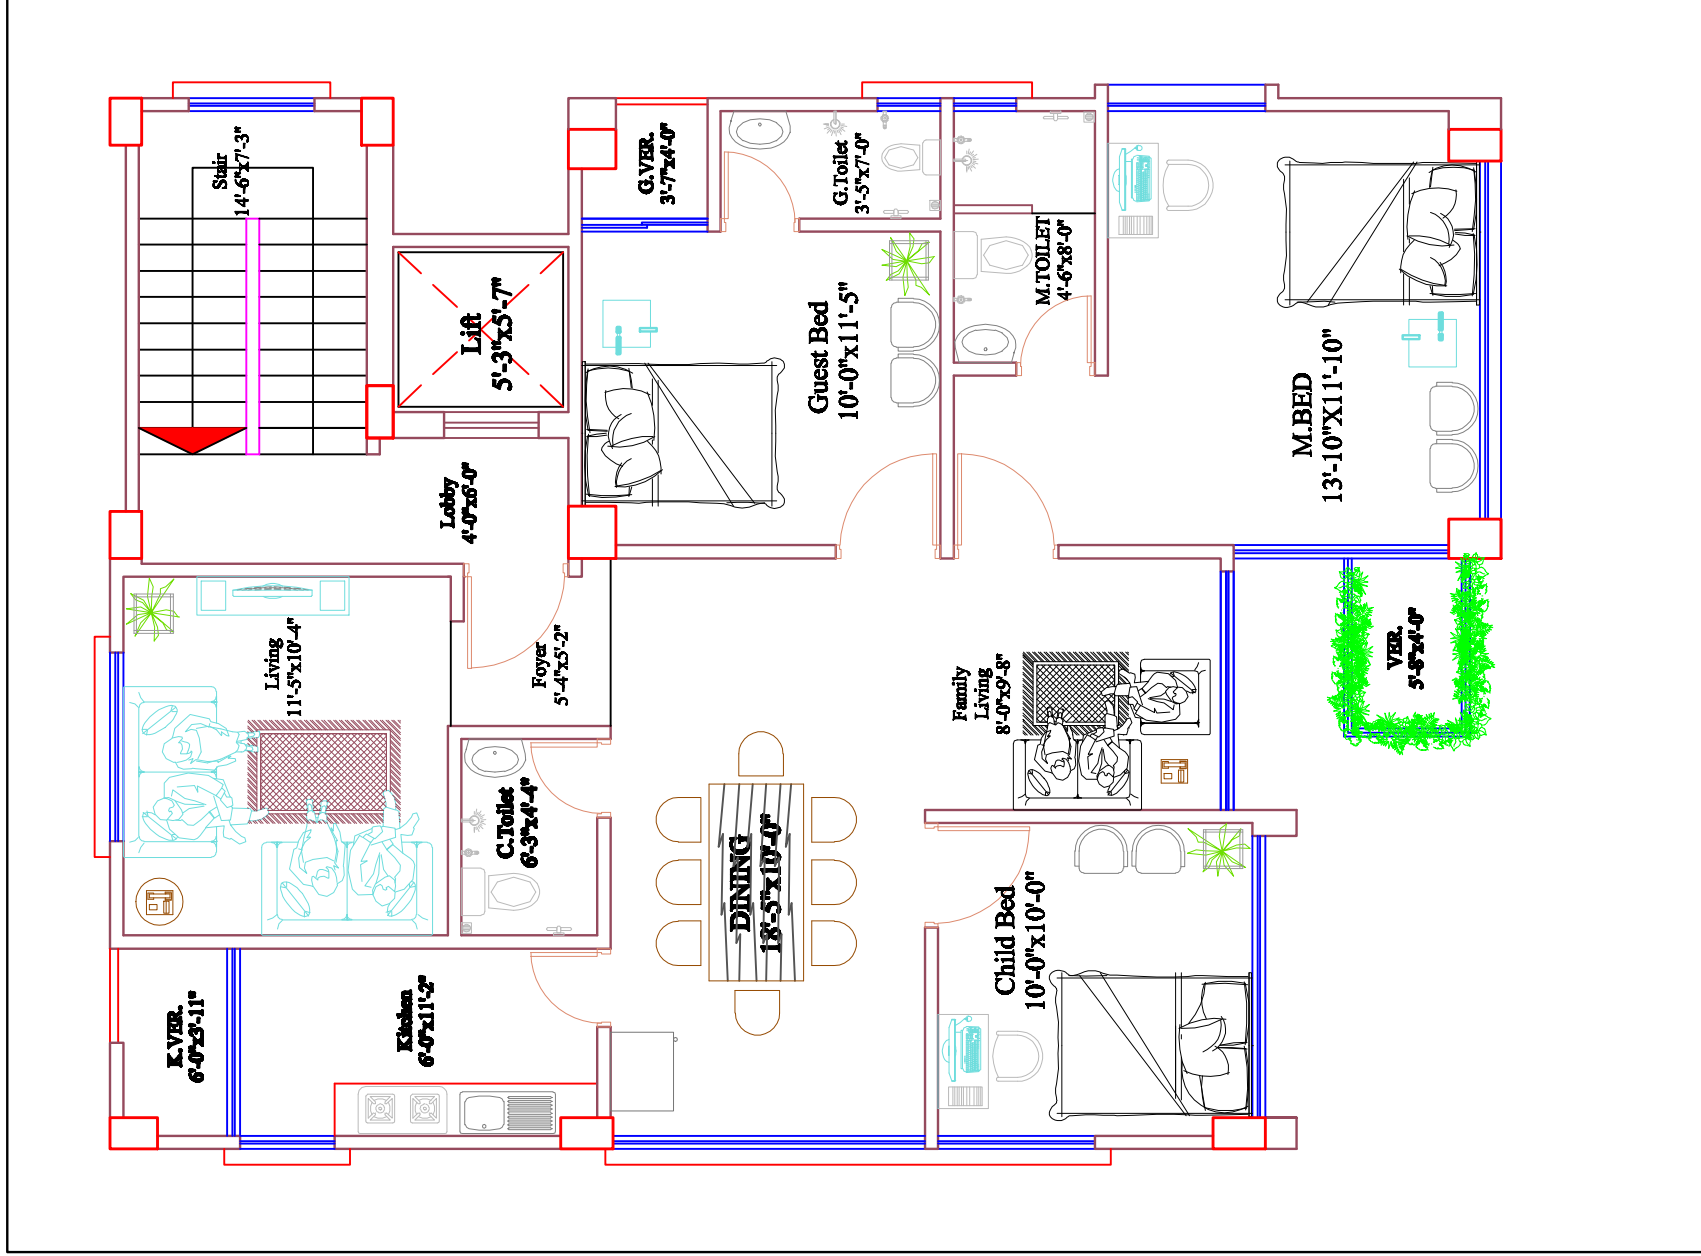 Stair
14'-6"x7'-3"
G.VER.
3'-7"x4'-0"
G.Toilet
3'-5"x7'-0"
M.TOILET
4'-6"x8'-0"
Lift
5'-3"x5'-7"
Guest Bed
10'-0"x11'-5"
M.BED
13'-10"X11'-10"
Lobby
4'-0"x6'-0"
Living
11'-5"x10'-4"
Foyer
5'-4"x5'-2"
Family
Living
8'-0"x9'-8"
VER.
5'-8"x4'-0"
C.Toilet
6'-3"x4'-4"
DINING
18'-5"x10'-0"
Child Bed
10'-0"x10'-0"
K.VER.
6'-0"x3'-11"
Kitchen
6'-0"x11'-2"